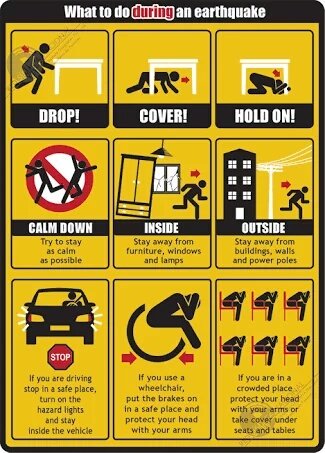 What to do during an earthquake
DROP!
COVER!
HOLD ON!
CALM DOWN
Try to stay
as calm
as possible
INSIDE
Stay away from
furniture, windows
and lamps
OUTSIDE
Stay away from
buildings, walls
and power poles
STOP
If you are driving
stop in a safe place,
turn on the
hazard lights
and stay
inside the vehicle
If you use a
wheelchair,
put the brakes on
in a safe place and
protect your head
with your arms
If you are in a
crowded place
protect your head
with your arms or
take cover under
seats and tables